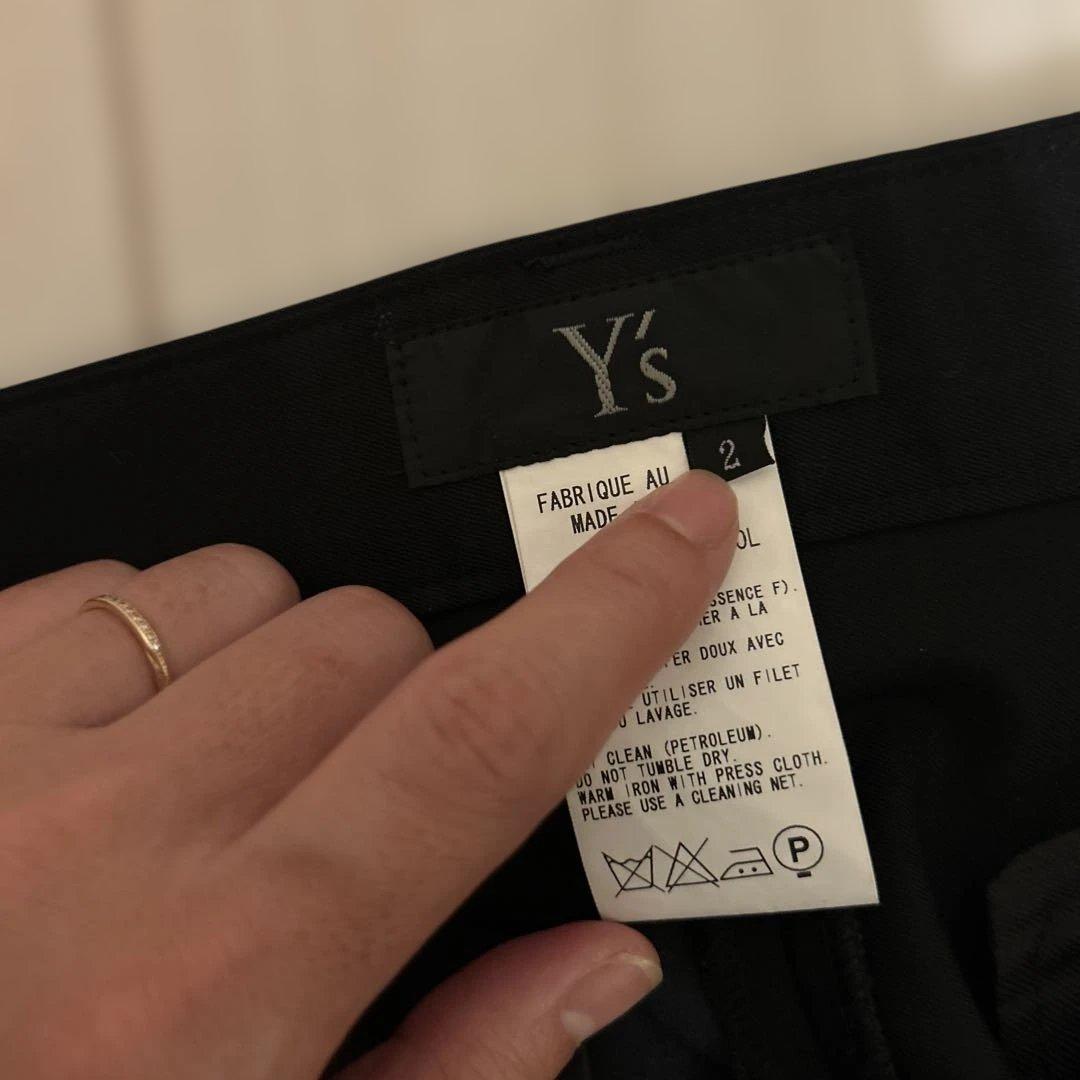 Y's
2
FABRIQUE AU
MADE
OL
SSENCE F).
ER A LA
ER DOUX AVEC
UTILISER UN FILET
LAVAGE.
CLEAN (PETROLEUM).
DO NOT TUMBLE DRY.
WARM IRON WITH PRESS CLOTH.
PLEASE USE A CLEANING NET.
P